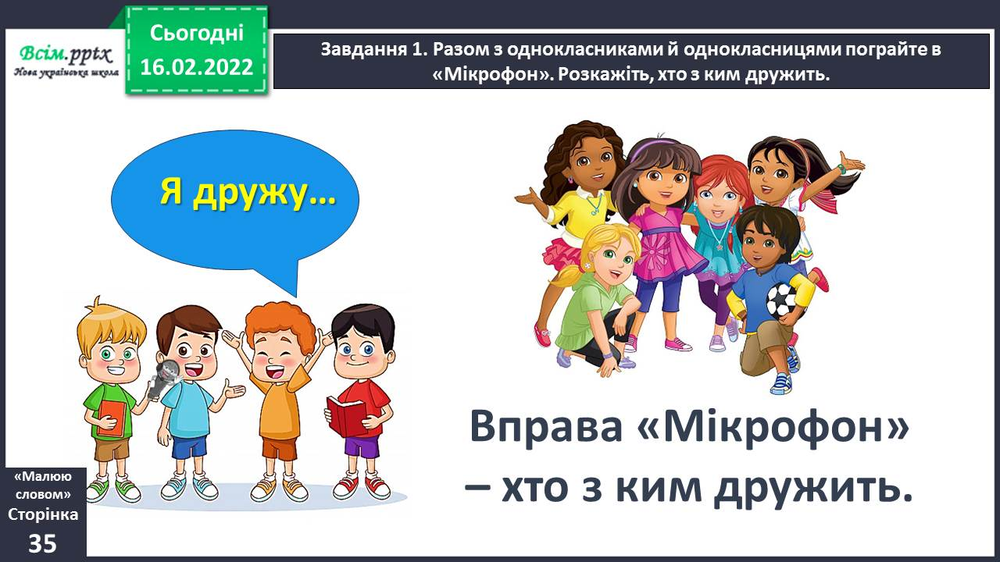 Всім.pptx
Нова українська школа
Сьогодні
16.02.2022
Завдання 1. Разом з однокласниками й однокласницями пограйте в
«Мікрофон». Розкажіть, хто з ким дружить.
Я дружу...
Вправа «Мікрофон»
– хто з ким дружить.
«Малюю
словом»
Сторінка
35